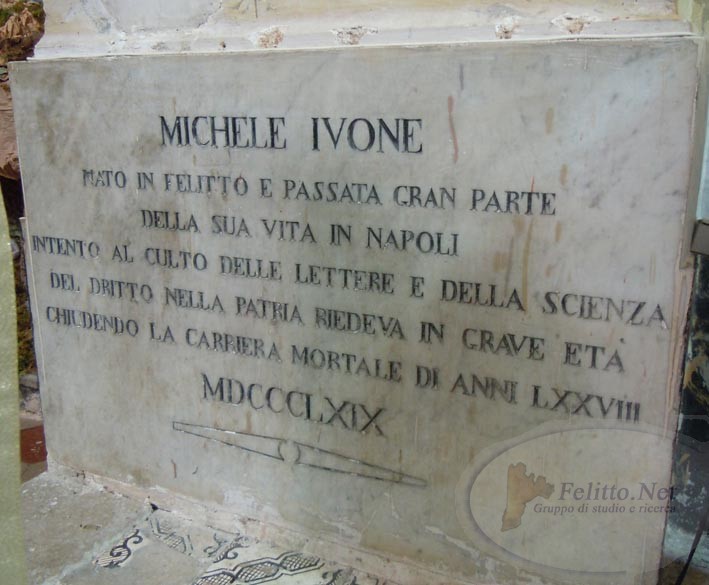 MICHELE IVONE
NATO IN FELITTO E PASSATA GRAN PARTE
DELLA SUA VITA IN NAPOLI
INTENTO AL CULTO DELLE LETTERE E DELLA SCIENZA
DEL DRITTO NELLA PATRIA RIEDEVA IN GRAVE ETÀ
CHIUDENDO LA CARRIERA MORTALE DI ANNI LXXVIII
MDCCCLXIX
Felitto.Net
Gruppo di studio e ricerca